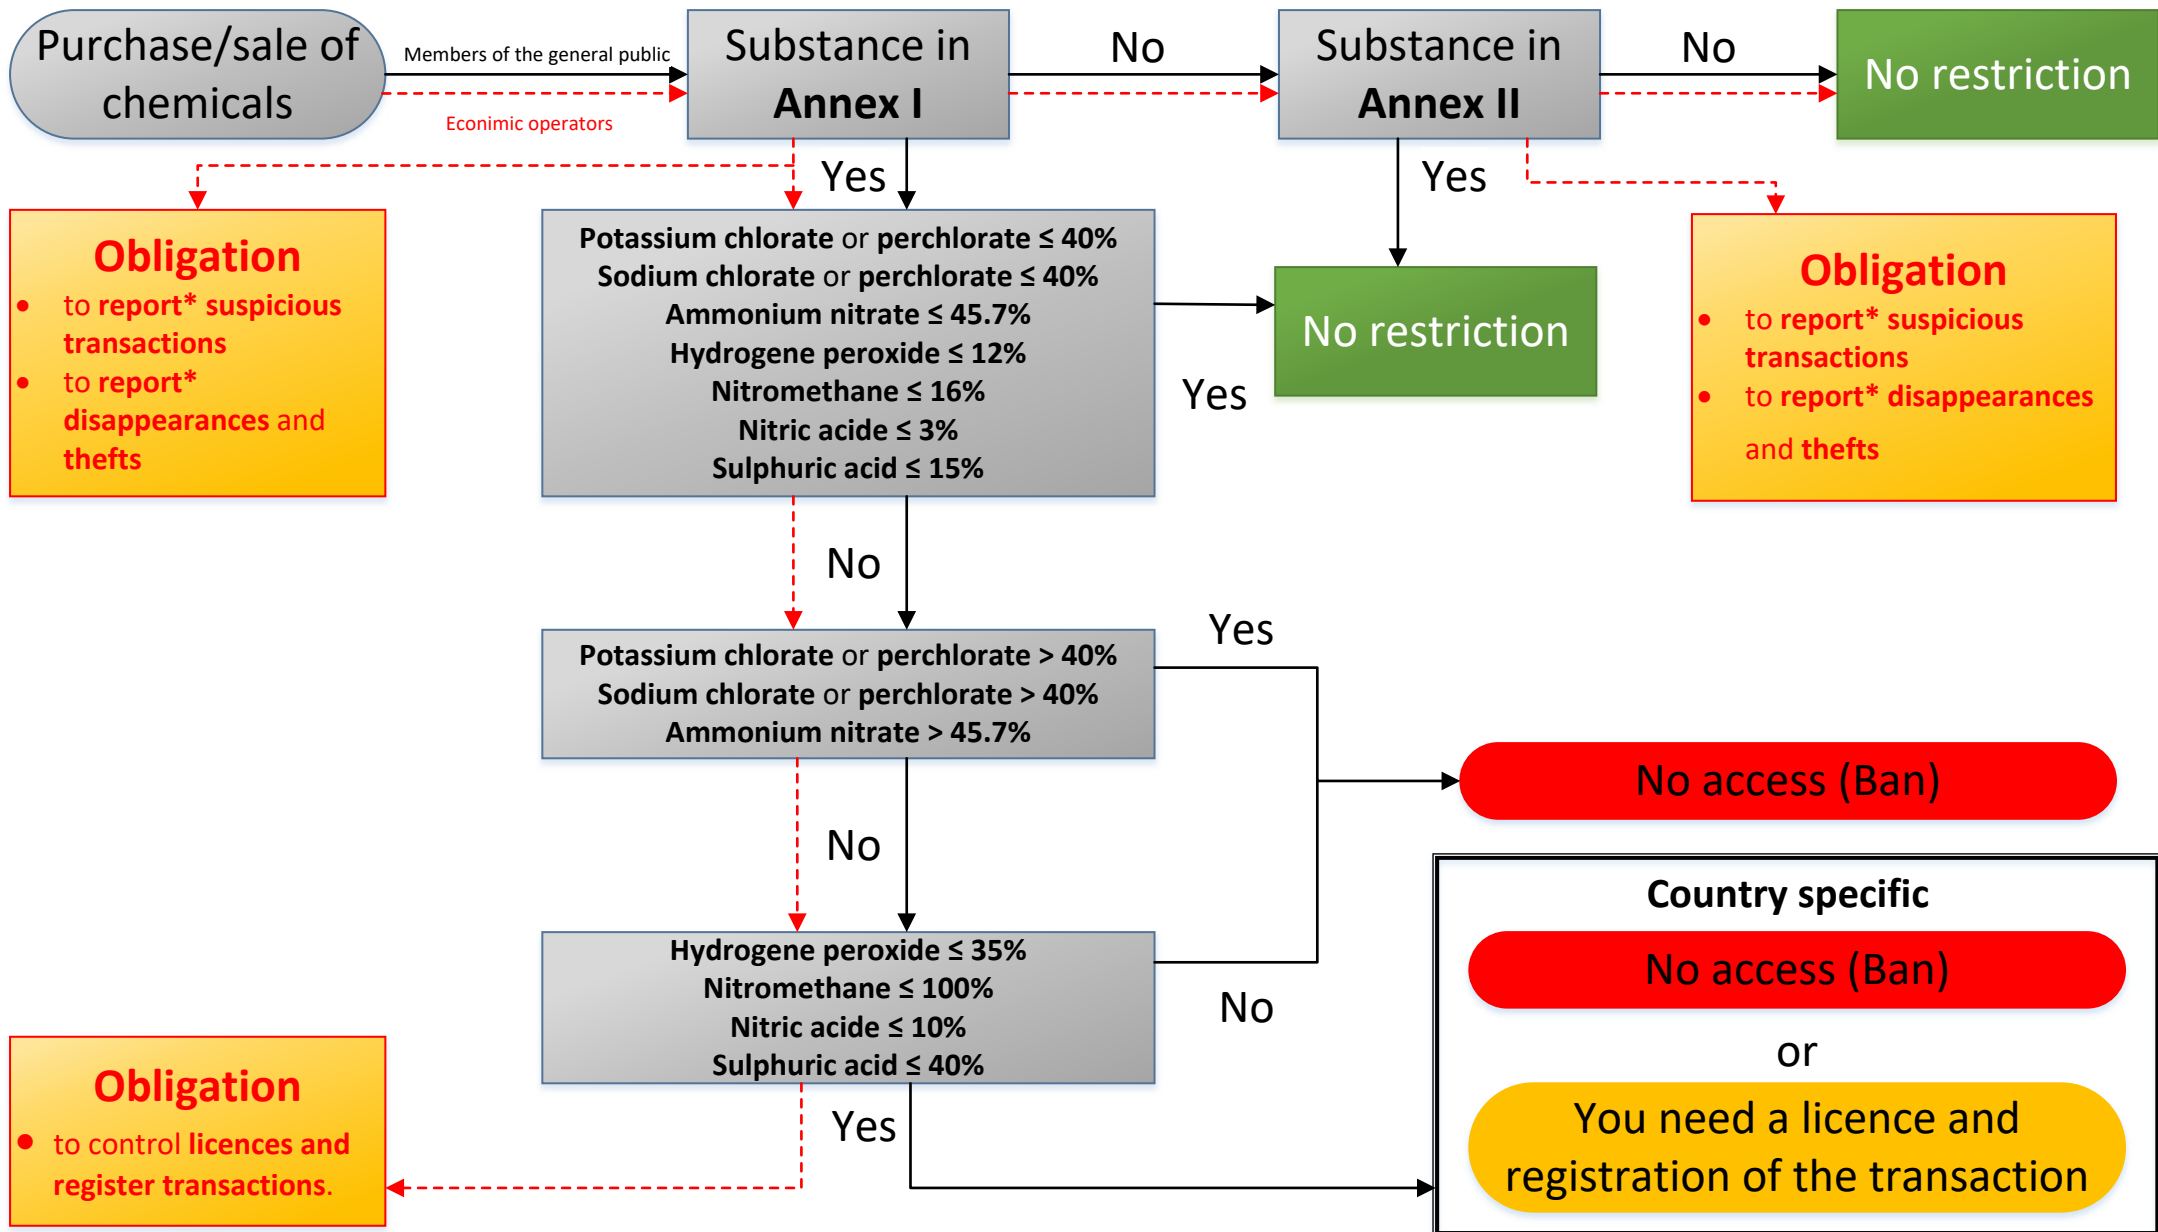 Purchase/sale of
chemicals
Members of the general public
Econimic operators
Substance in
Annex I
No
Substance in
Annex II
No
No restriction
Yes
Yes
Obligation
• to report* suspicious
transactions
• to report*
disappearances and
thefts
Potassium chlorate or perchlorate ≤ 40%
Sodium chlorate or perchlorate ≤ 40%
Ammonium nitrate ≤ 45.7%
Hydrogene peroxide ≤ 12%
Nitromethane ≤ 16%
Nitric acide ≤ 3%
Sulphuric acid ≤ 15%
Yes
No restriction
Obligation
• to report* suspicious
transactions
• to report* disappearances
and thefts
No
Potassium chlorate or perchlorate > 40%
Sodium chlorate or perchlorate > 40%
Ammonium nitrate > 45.7%
Yes
No access (Ban)
No
Hydrogene peroxide ≤ 35%
Nitromethane ≤ 100%
Nitric acide ≤ 10%
Sulphuric acid ≤ 40%
No
Yes
Country specific
No access (Ban)
or
You need a licence and
registration of the transaction
Obligation
• to control licences and
register transactions.